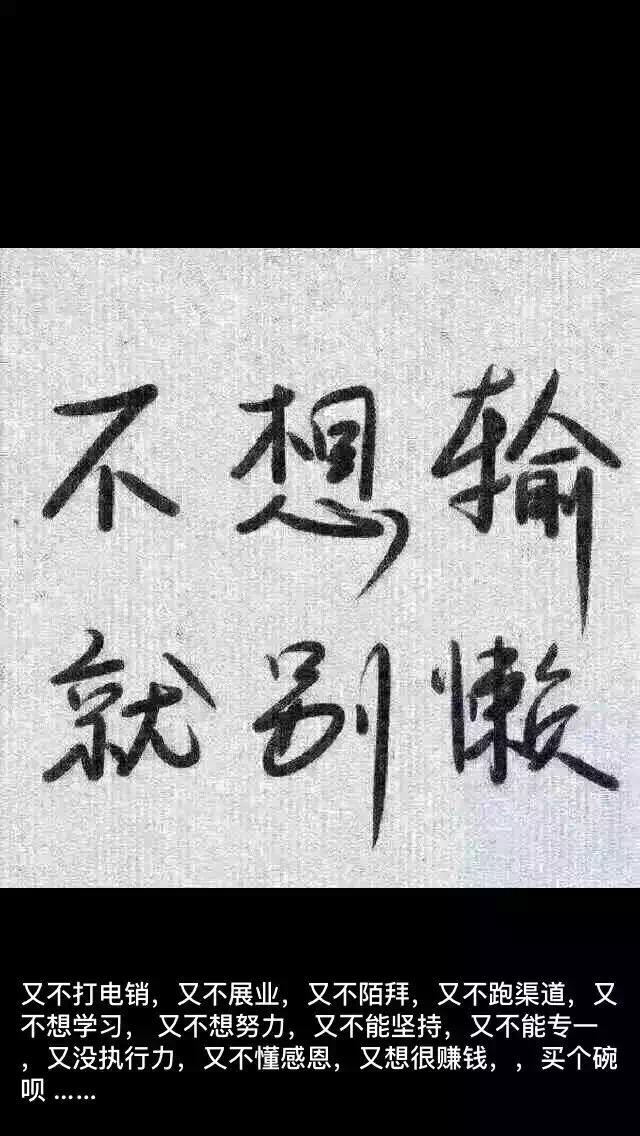 不想输
就别懒
又不打电销，又不展业，又不陌拜，又不跑渠道，又
不想学习， 又不想努力，又不能坚持，又不能专一
，又没执行力，又不懂感恩，又想很赚钱，，买个碗
呗 ......